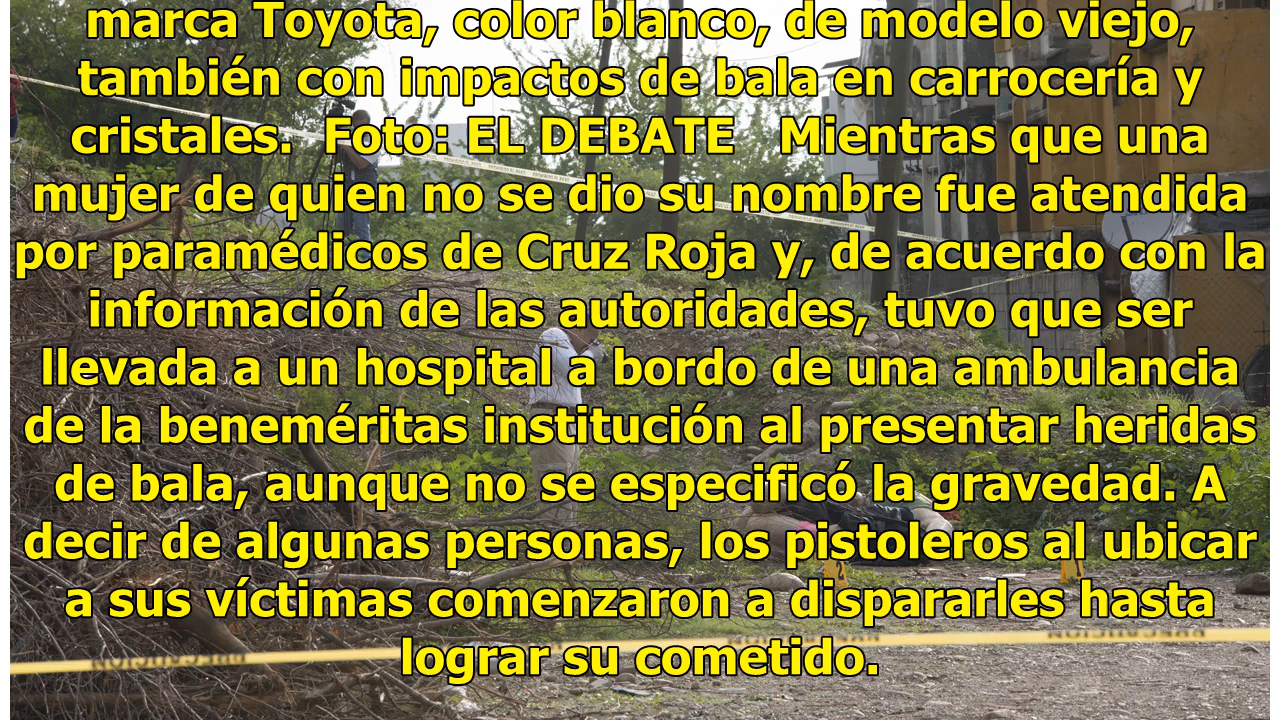 marca Toyota, color blanco, de modelo viejo,
también con impactos de bala en carrocería y
cristales.  Foto: EL DEBATE   Mientras que una
mujer de quien no se dio su nombre fue atendida
por paramédicos de Cruz Roja y, de acuerdo con la
información de las autoridades, tuvo que ser
llevada a un hospital a bordo de una ambulancia
de la beneméritas institución al presentar heridas
de bala, aunque no se especificó la gravedad. A
decir de algunas personas, los pistoleros al ubicar
a sus víctimas comenzaron a dispararles hasta
lograr su cometido.
PRECAUCION